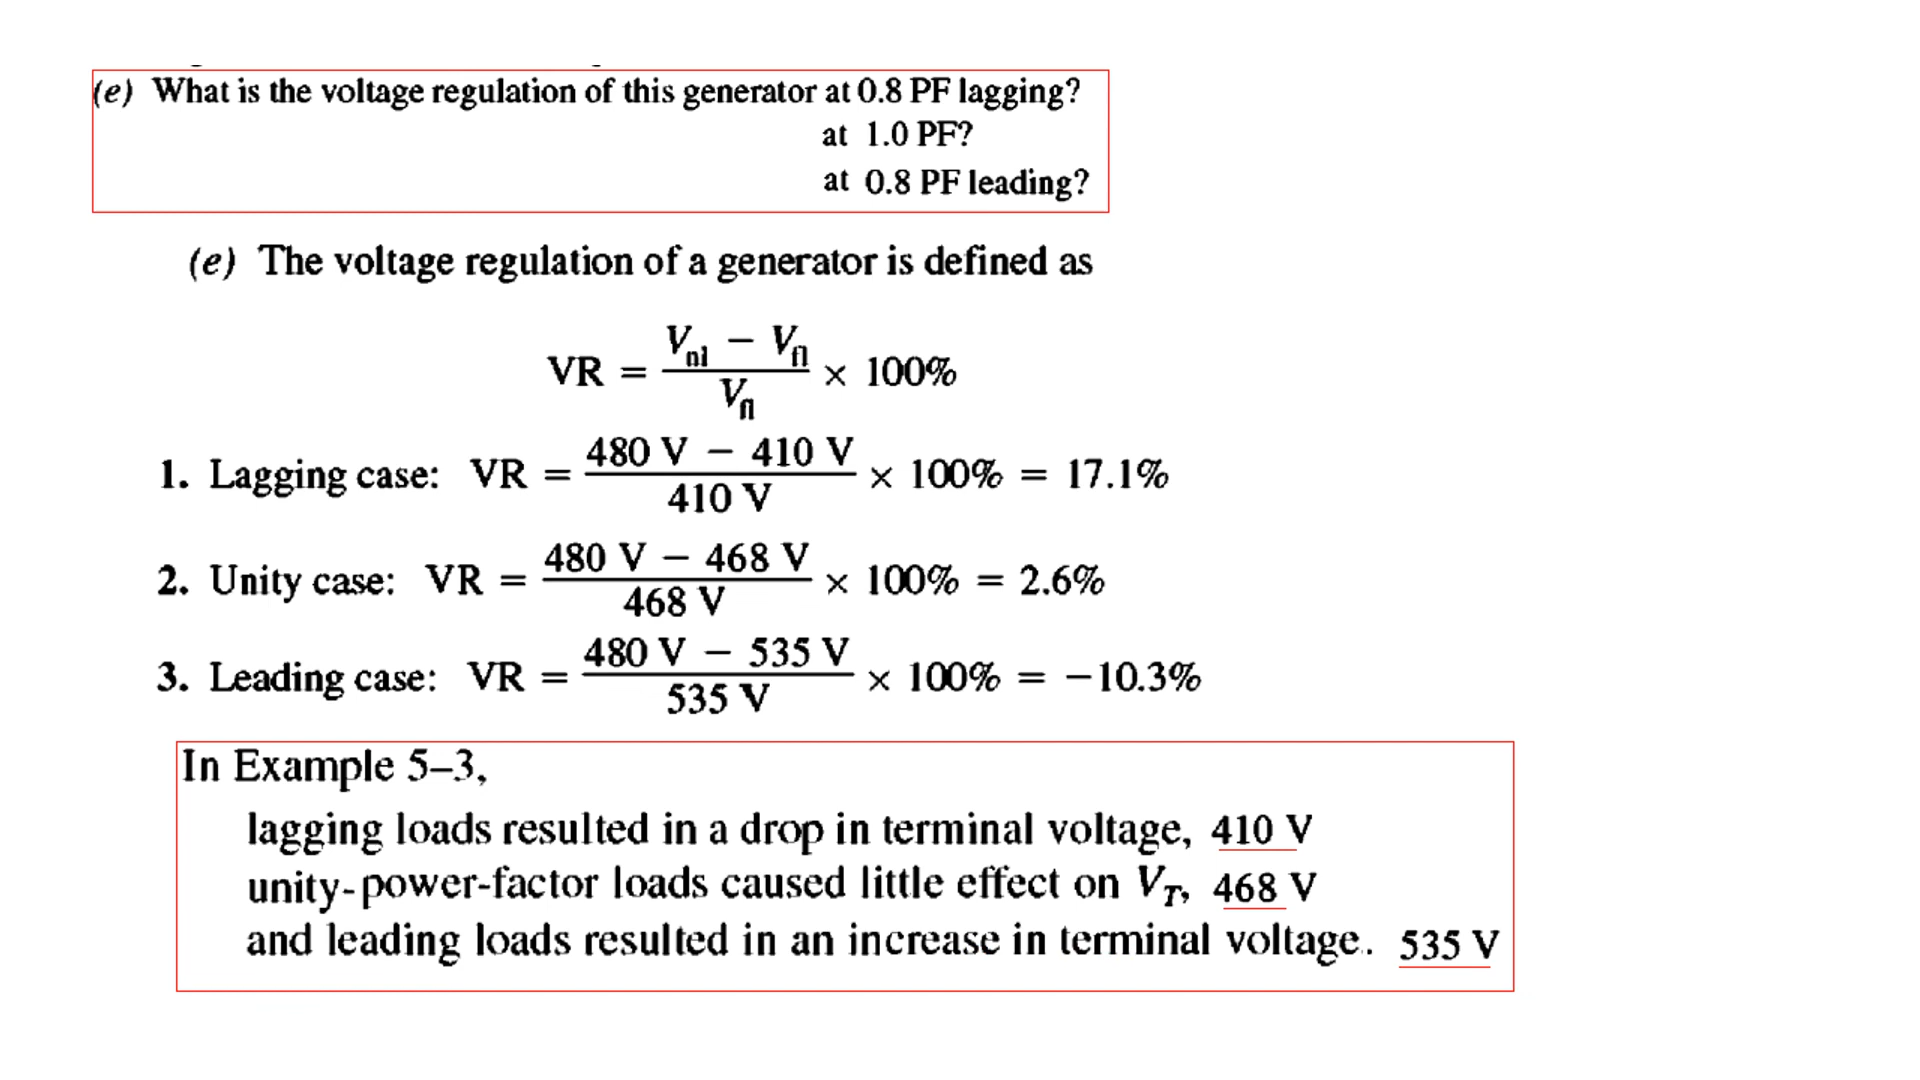 (e) What is the voltage regulation of this generator at 0.8 PF lagging?
at 1.0 PF?
at 0.8 PF leading?
(e) The voltage regulation of a generator is defined as
VR = (V_nl − V_fl) / V_fl × 100%
1. Lagging case: VR = (480 V − 410 V) / 410 V × 100% = 17.1%
2. Unity case: VR = (480 V − 468 V) / 468 V × 100% = 2.6%
3. Leading case: VR = (480 V − 535 V) / 535 V × 100% = −10.3%
In Example 5–3,
lagging loads resulted in a drop in terminal voltage, 410 V
unity-power-factor loads caused little effect on V_T, 468 V
and leading loads resulted in an increase in terminal voltage.. 535 V